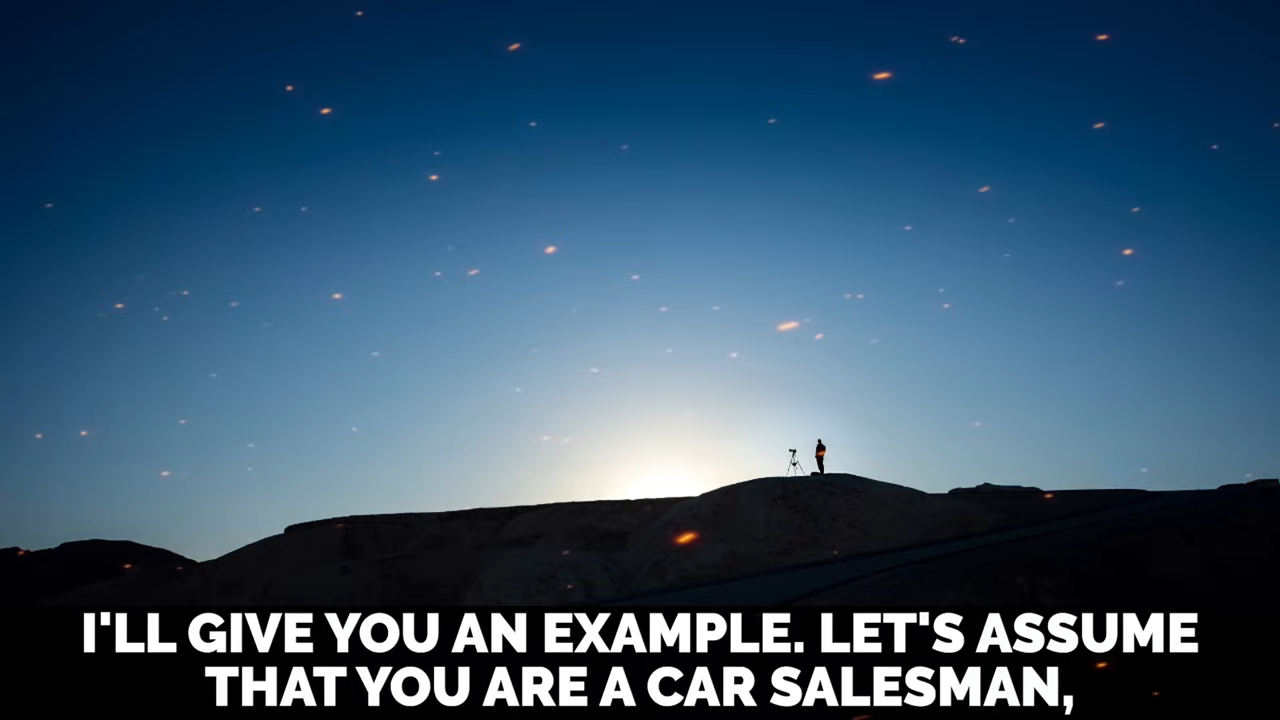 I'LL GIVE YOU AN EXAMPLE. LET'S ASSUME
THAT YOU ARE A CAR SALESMAN,